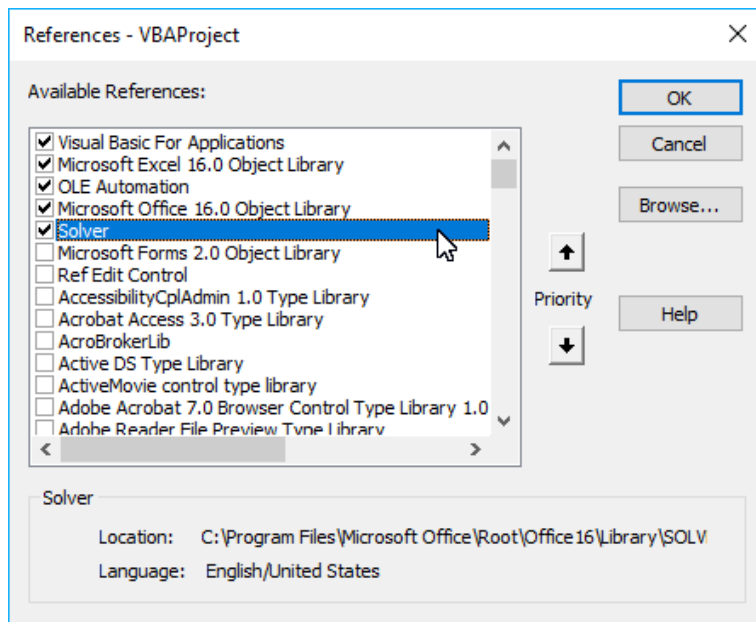 References - VBAProject
Available References:
OK
Visual Basic For Applications
Cancel
Microsoft Excel 16.0 Object Library
OLE Automation
Microsoft Office 16.0 Object Library
Browse...
Solver
Microsoft Forms 2.0 Object Library
Ref Edit Control
AccessibilityCplAdmin 1.0 Type Library
Priority
Acrobat Access 3.0 Type Library
Help
AcroBrokerLib
Active DS Type Library
ActiveMovie control type library
Adobe Acrobat 7.0 Browser Control Type Library 1.0
Adobe Reader File Preview Type Library
Solver
Location: C:\Program Files\Microsoft Office\Root\Office16\Library\SOLV
Language: English/United States